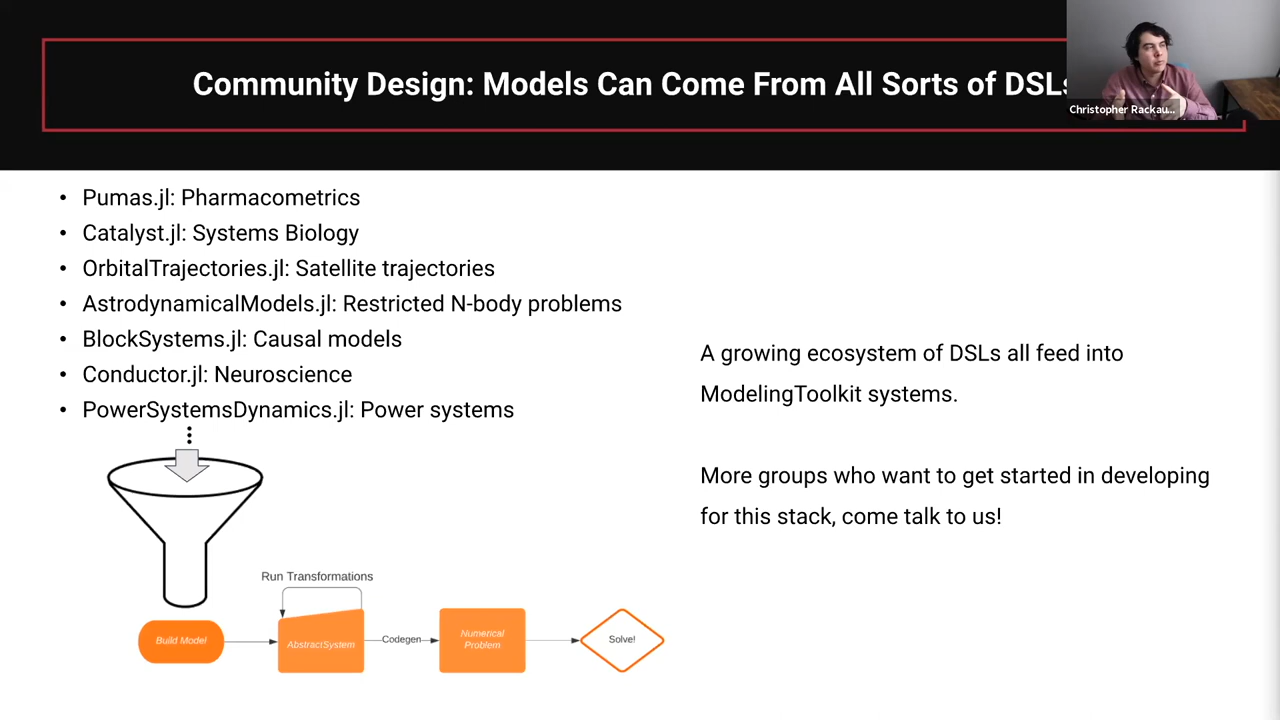 Community Design: Models Can Come From All Sorts of DSLs
Christopher Rackau...
• Pumas.jl: Pharmacometrics
• Catalyst.jl: Systems Biology
• OrbitalTrajectories.jl: Satellite trajectories
• AstrodynamicalModels.jl: Restricted N-body problems
• BlockSystems.jl: Causal models
• Conductor.jl: Neuroscience
• PowerSystemsDynamics.jl: Power systems
A growing ecosystem of DSLs all feed into
ModelingToolkit systems.
More groups who want to get started in developing
for this stack, come talk to us!
Run Transformations
Build Model
AbstractSystem
Codegen
Numerical
Problem
Solve!